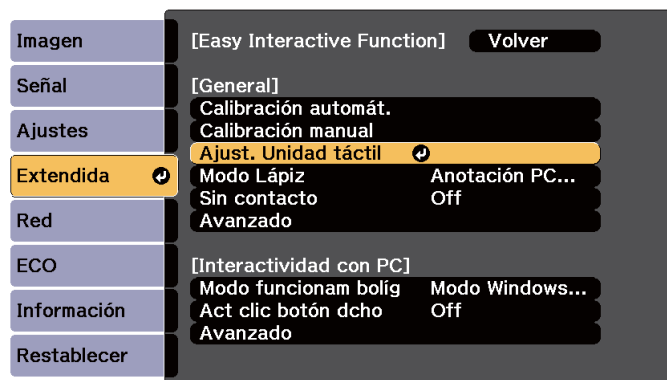 Imagen
Señal
Ajustes
Extendida
Red
ECO
Información
Restablecer
[Easy Interactive Function] Volver
[General]
Calibración automát.
Calibración manual
Ajust. Unidad táctil
Modo Lápiz Anotación PC...
Sin contacto Off
Avanzado
[Interactividad con PC]
Modo funcionam bolíg Modo Windows...
Act clic botón dcho Off
Avanzado